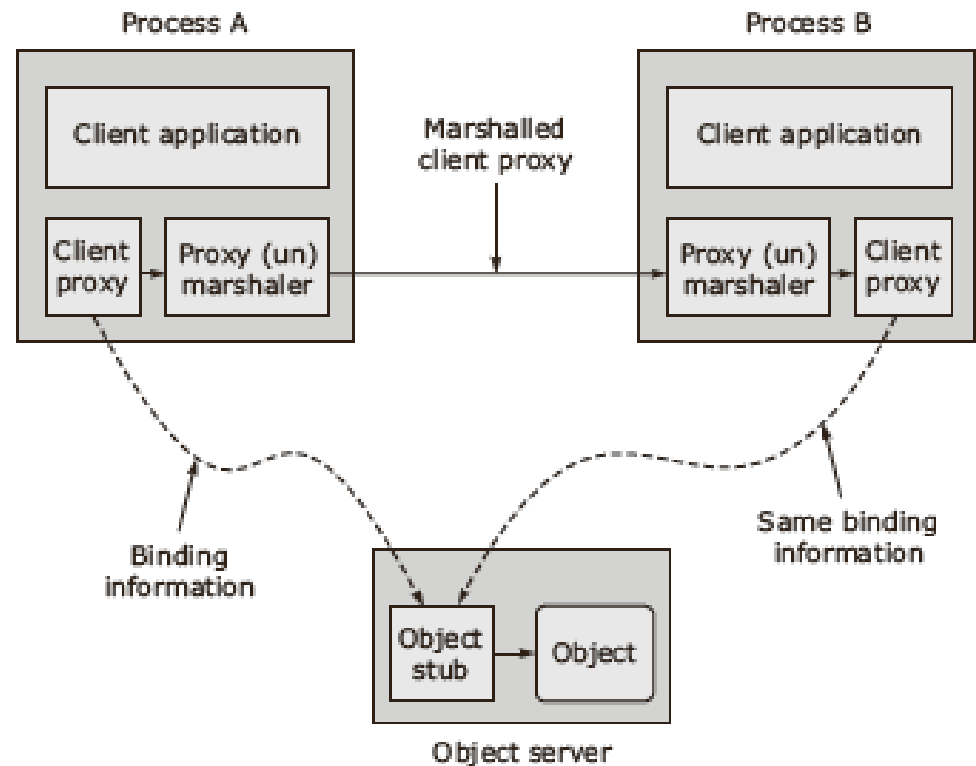 Process A
Process B
Client application
Marshalled
client proxy
Client application
Client
proxy
Proxy (un)
marshaler
Proxy (un)
marshaler
Client
proxy
Binding
information
Same binding
information
Object
stub
Object
Object server